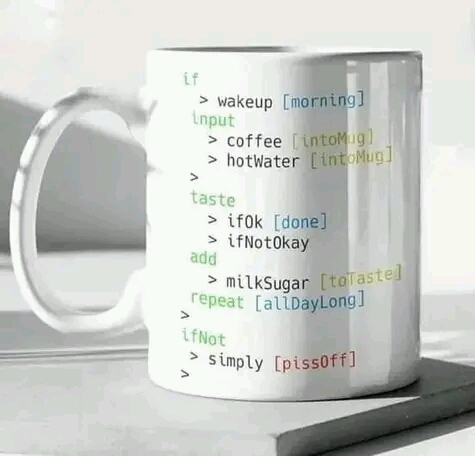 if
> wakeup [morning]
input
> coffee [intoMug]
> hotWater [intoMug]
>
taste
> ifOk [done]
> ifNotOkay
add
> milkSugar [toTaste]
repeat [allDayLong]
>
ifNot
> simply [pissOff]
>